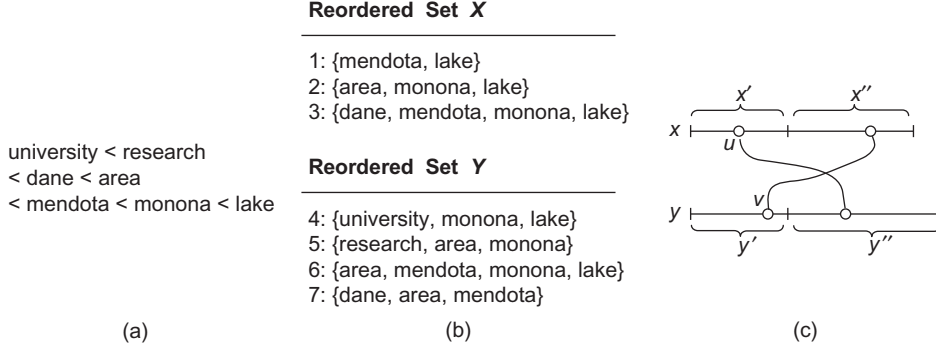 university < research
< dane < area
< mendota < monona < lake
(a)
Reordered Set X
1: {mendota, lake}
2: {area, monona, lake}
3: {dane, mendota, monona, lake}
Reordered Set Y
4: {university, monona, lake}
5: {research, area, monona}
6: {area, mendota, monona, lake}
7: {dane, area, mendota}
(b)
x′ x″
x
u
v
y
y′ y″
(c)